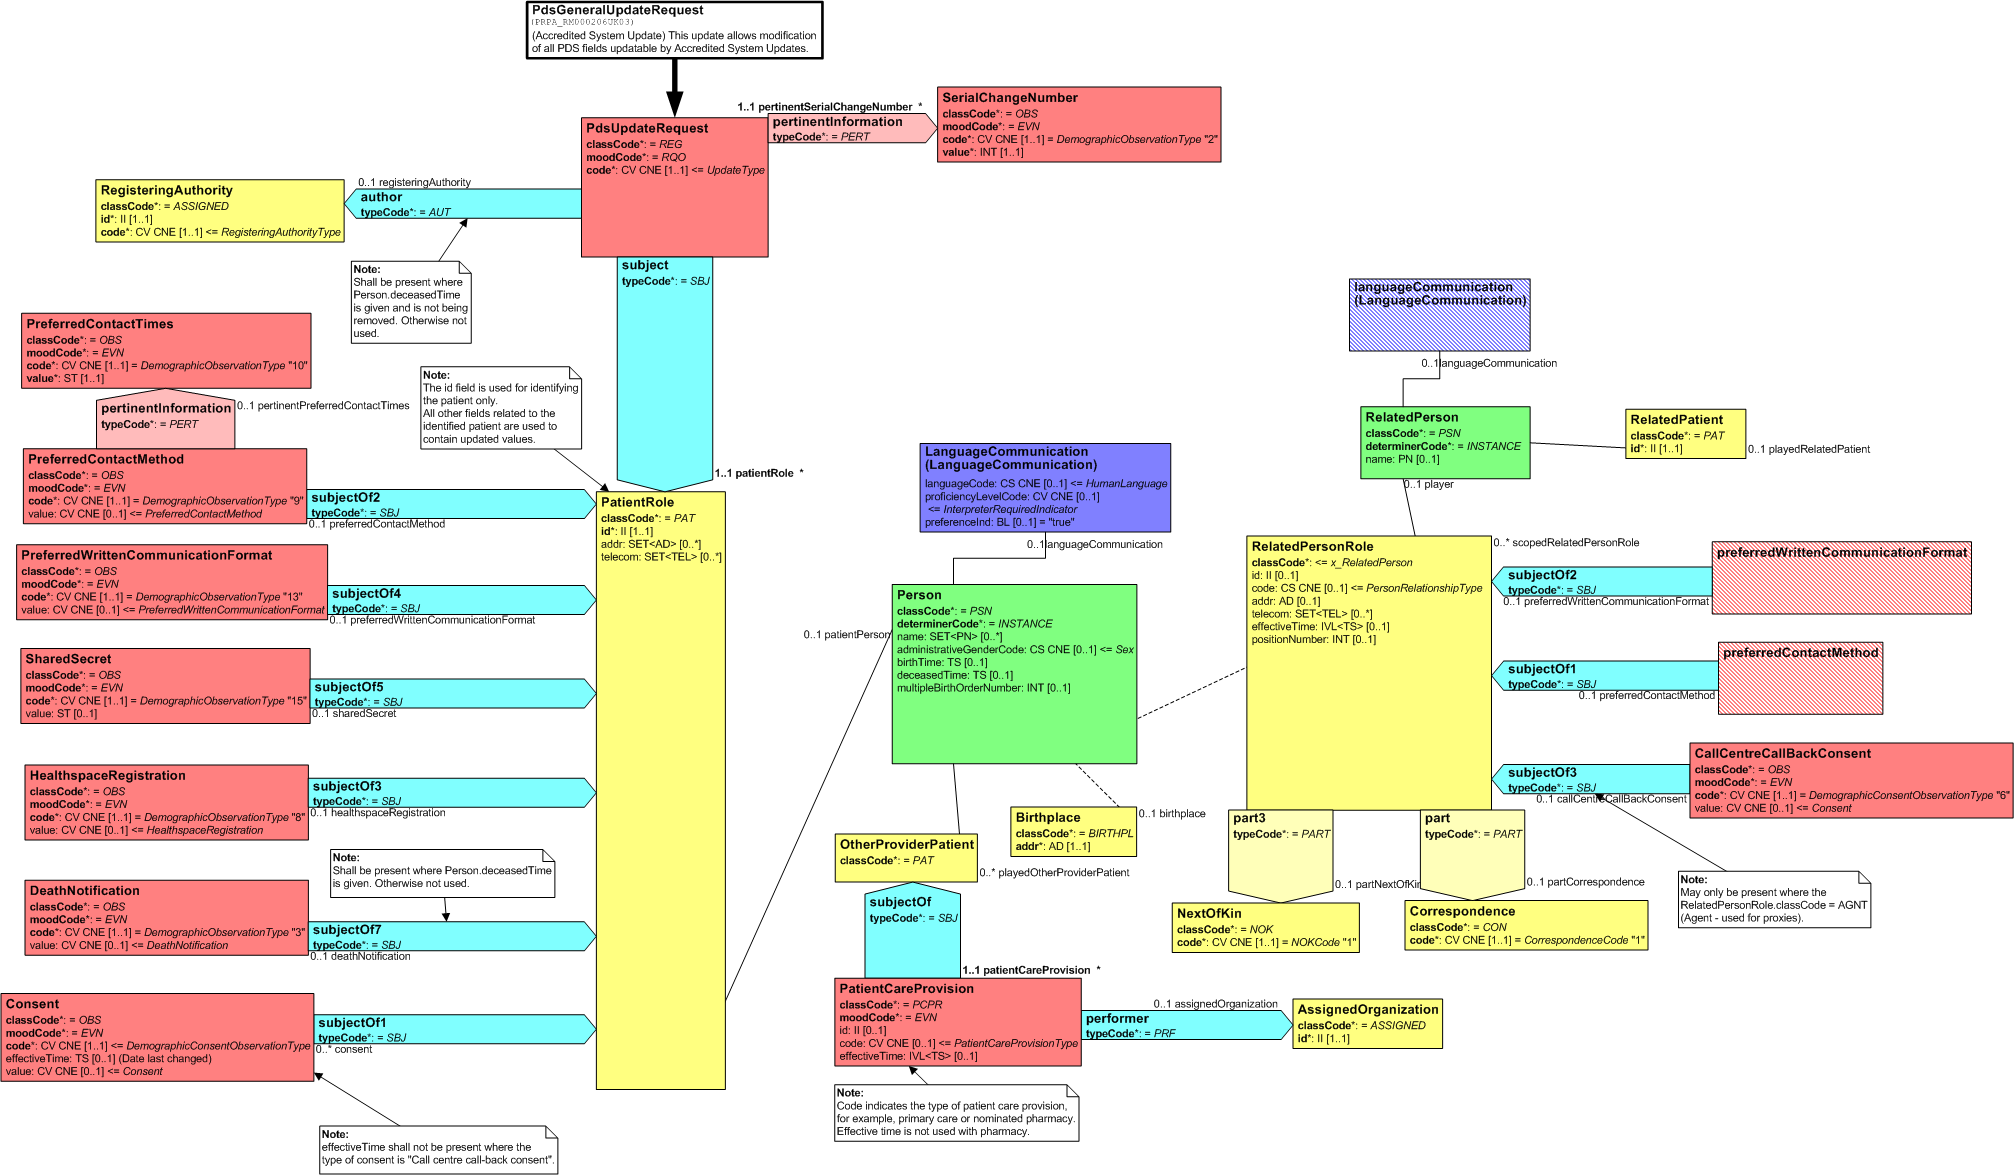 PdsGeneralUpdateRequest
(PRPA_RM000206UK03)
(Accredited System Update) This update allows modification
of all PDS fields updatable by Accredited System Updates.
1..1 pertinentSerialChangeNumber *
pertinentInformation
typeCode*: = PERT
SerialChangeNumber
classCode*: = OBS
moodCode*: = EVN
code*: CV CNE [1..1] = DemographicObservationType "2"
value*: INT [1..1]
PdsUpdateRequest
classCode*: = REG
moodCode*: = RQO
code*: CV CNE [1..1] <= UpdateType
0..1 registeringAuthority
author
typeCode*: = AUT
RegisteringAuthority
classCode*: = ASSIGNED
id*: II [1..1]
code*: CV CNE [1..1] <= RegisteringAuthorityType
Note:
Shall be present where
Person.deceasedTime
is given and is not being
removed. Otherwise not
used.
subject
typeCode*: = SBJ
1..1 patientRole *
languageCommunication
(LanguageCommunication)
0..1languageCommunication
PreferredContactTimes
classCode*: = OBS
moodCode*: = EVN
code*: CV CNE [1..1] = DemographicObservationType "10"
value*: ST [1..1]
pertinentInformation
typeCode*: = PERT
0..1 pertinentPreferredContactTimes
Note:
The id field is used for identifying
the patient only.
All other fields related to the
identified patient are used to
contain updated values.
RelatedPerson
classCode*: = PSN
determinerCode*: = INSTANCE
name: PN [0..1]
0..1 player
RelatedPatient
classCode*: = PAT
id*: II [1..1]
0..1 playedRelatedPatient
PreferredContactMethod
classCode*: = OBS
moodCode*: = EVN
code*: CV CNE [1..1] = DemographicObservationType "9"
value: CV CNE [0..1] <= PreferredContactMethod
subjectOf2
typeCode*: = SBJ
0..1 preferredContactMethod
PatientRole
classCode*: = PAT
id*: II [1..1]
addr: SET<AD> [0..*]
telecom: SET<TEL> [0..*]
LanguageCommunication
(LanguageCommunication)
languageCode: CS CNE [0..1] <= HumanLanguage
proficiencyLevelCode: CV CNE [0..1]
<= InterpreterRequiredIndicator
preferenceInd: BL [0..1] = "true"
0..1languageCommunication
PreferredWrittenCommunicationFormat
classCode*: = OBS
moodCode*: = EVN
code*: CV CNE [1..1] = DemographicObservationType "13"
value: CV CNE [0..1] <= PreferredWrittenCommunicationFormat
subjectOf4
typeCode*: = SBJ
0..1 preferredWrittenCommunicationFormat
RelatedPersonRole
classCode*: <= x_RelatedPerson
id: II [0..1]
code: CS CNE [0..1] <= PersonRelationshipType
addr: AD [0..1]
telecom: SET<TEL> [0..*]
effectiveTime: IVL<TS> [0..1]
positionNumber: INT [0..1]
0..* scopedRelatedPersonRole
subjectOf2
typeCode*: = SBJ
0..1 preferredWrittenCommunicationFormat
preferredWrittenCommunicationFormat
Person
classCode*: = PSN
determinerCode*: = INSTANCE
name: SET<PN> [0..*]
administrativeGenderCode: CS CNE [0..1] <= Sex
birthTime: TS [0..1]
deceasedTime: TS [0..1]
multipleBirthOrderNumber: INT [0..1]
0..1 patientPerson
SharedSecret
classCode*: = OBS
moodCode*: = EVN
code*: CV CNE [1..1] = DemographicObservationType "15"
value: ST [0..1]
subjectOf5
typeCode*: = SBJ
0..1 sharedSecret
subjectOf1
typeCode*: = SBJ
0..1 preferredContactMethod
preferredContactMethod
HealthspaceRegistration
classCode*: = OBS
moodCode*: = EVN
code*: CV CNE [1..1] = DemographicObservationType "8"
value: CV CNE [0..1] <= HealthspaceRegistration
subjectOf3
typeCode*: = SBJ
0..1 healthspaceRegistration
subjectOf3
typeCode*: = SBJ
0..1 callCentreCallBackConsent
CallCentreCallBackConsent
classCode*: = OBS
moodCode*: = EVN
code*: CV CNE [1..1] = DemographicConsentObservationType "6"
value: CV CNE [0..1] <= Consent
Birthplace
classCode*: = BIRTHPL
addr*: AD [1..1]
0..1 birthplace
OtherProviderPatient
classCode*: = PAT
0..* playedOtherProviderPatient
part3
typeCode*: = PART
0..1 partNextOfKin
part
typeCode*: = PART
0..1 partCorrespondence
Note:
Shall be present where Person.deceasedTime
is given. Otherwise not used.
Note:
May only be present where the
RelatedPersonRole.classCode = AGNT
(Agent - used for proxies).
DeathNotification
classCode*: = OBS
moodCode*: = EVN
code*: CV CNE [1..1] = DemographicObservationType "3"
value: CV CNE [0..1] <= DeathNotification
subjectOf7
typeCode*: = SBJ
0..1 deathNotification
subjectOf
typeCode*: = SBJ
1..1 patientCareProvision *
NextOfKin
classCode*: = NOK
code*: CV CNE [1..1] = NOKCode "1"
Correspondence
classCode*: = CON
code*: CV CNE [1..1] = CorrespondenceCode "1"
Consent
classCode*: = OBS
moodCode*: = EVN
code*: CV CNE [1..1] <= DemographicConsentObservationType
effectiveTime: TS [0..1] (Date last changed)
value: CV CNE [0..1] <= Consent
subjectOf1
typeCode*: = SBJ
0..* consent
PatientCareProvision
classCode*: = PCPR
moodCode*: = EVN
id: II [0..1]
code: CV CNE [0..1] <= PatientCareProvisionType
effectiveTime: IVL<TS> [0..1]
0..1 assignedOrganization
performer
typeCode*: = PRF
AssignedOrganization
classCode*: = ASSIGNED
id*: II [1..1]
Note:
Code indicates the type of patient care provision,
for example, primary care or nominated pharmacy.
Effective time is not used with pharmacy.
Note:
effectiveTime shall not be present where the
type of consent is "Call centre call-back consent".